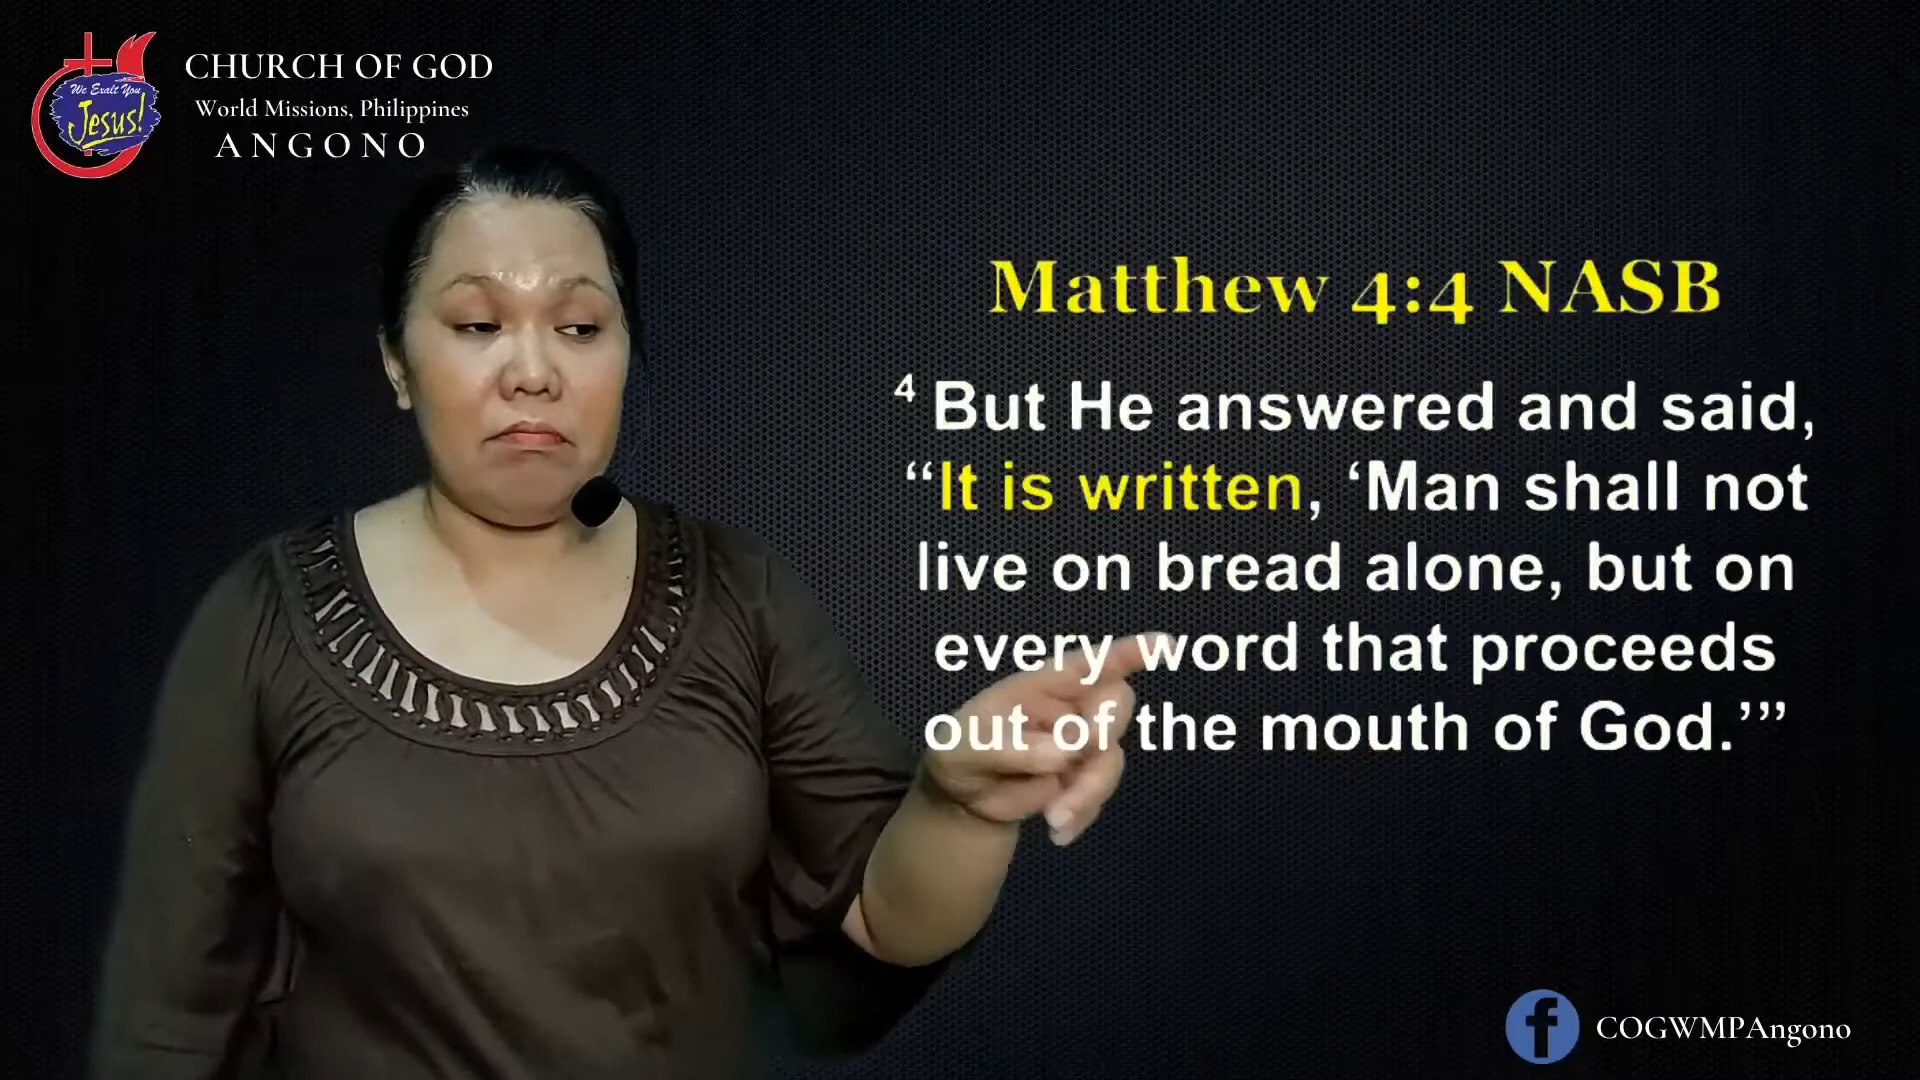 We Exalt You
Jesus!
CHURCH OF GOD
World Missions, Philippines
ANGONO
Matthew 4:4 NASB
4 But He answered and said,
“It is written, ‘Man shall not
live on bread alone, but on
every word that proceeds
out of the mouth of God.’”
f COGWMPAngono